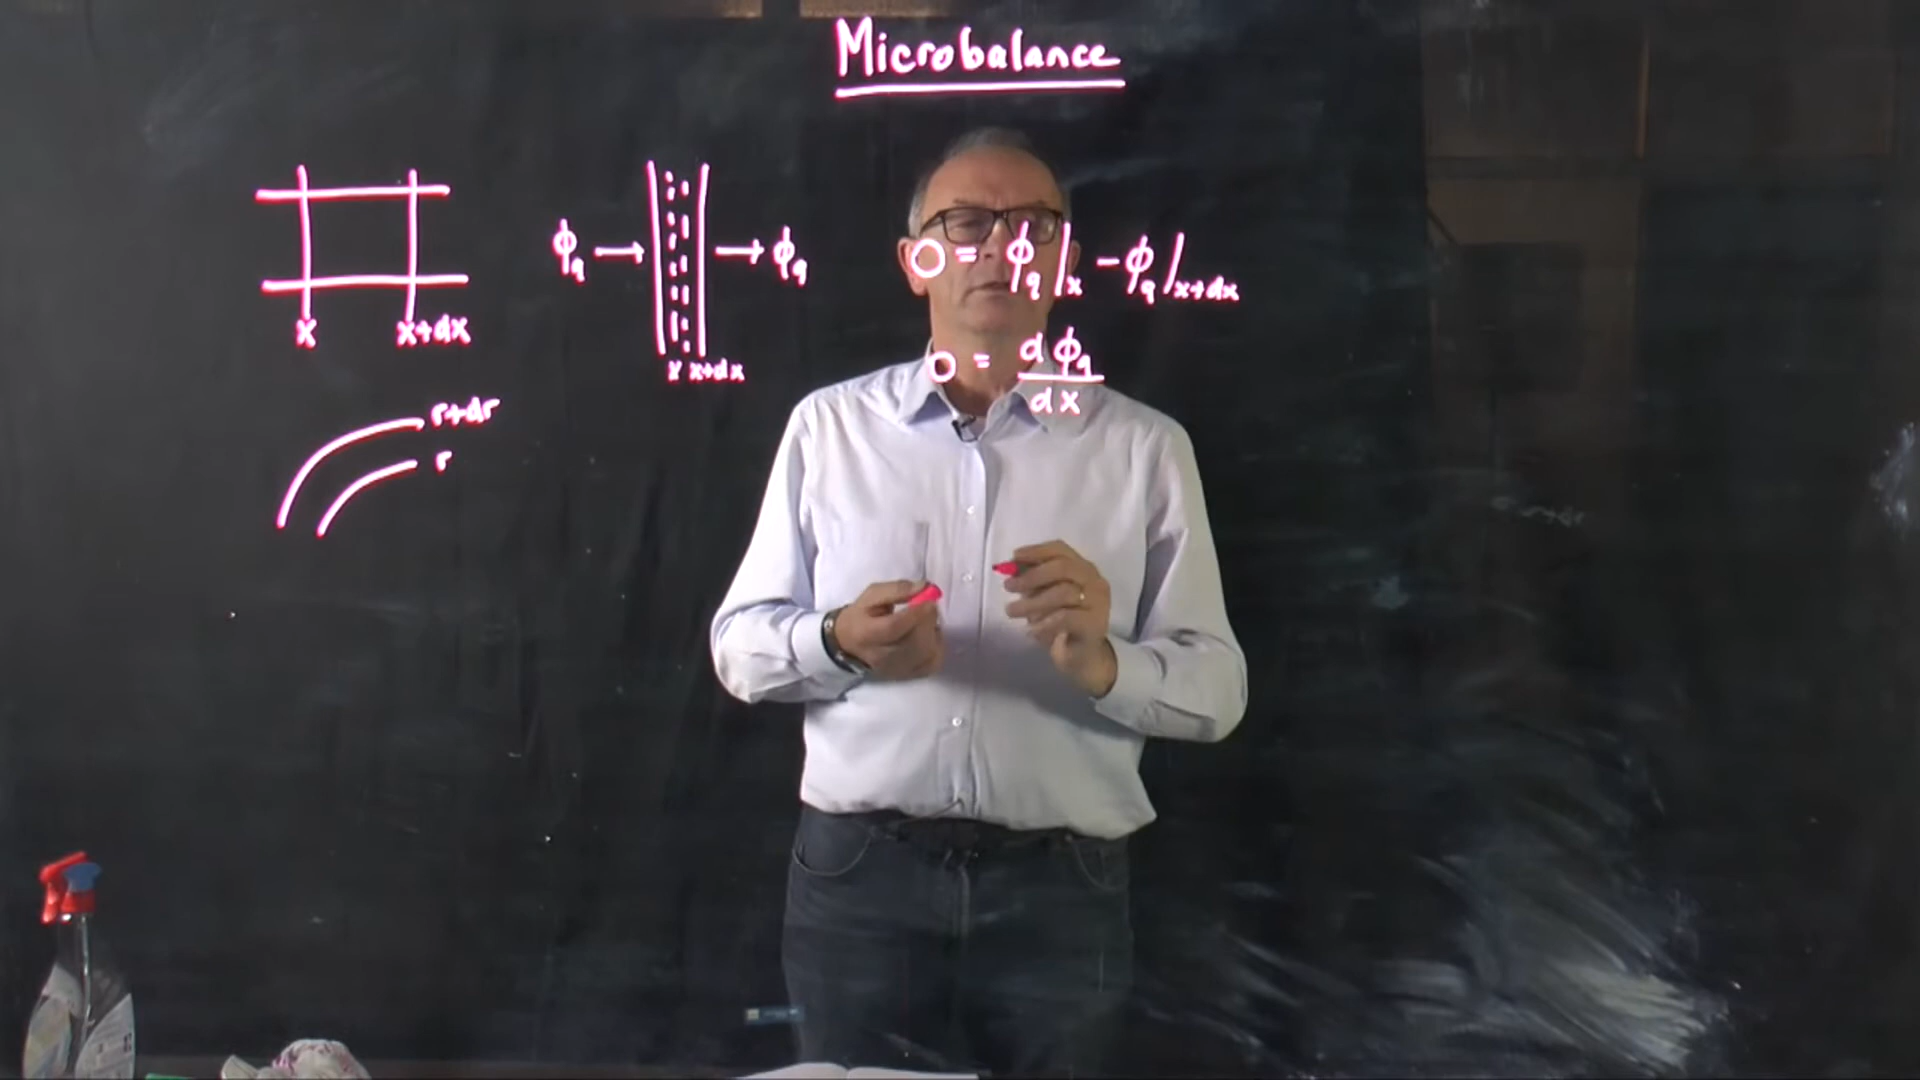 Microbalance
x x+dx
r+dr
r
ϕq → → ϕq
x x+dx
0 = ϕq|x - ϕq|x+dx
0 = dϕq/dx